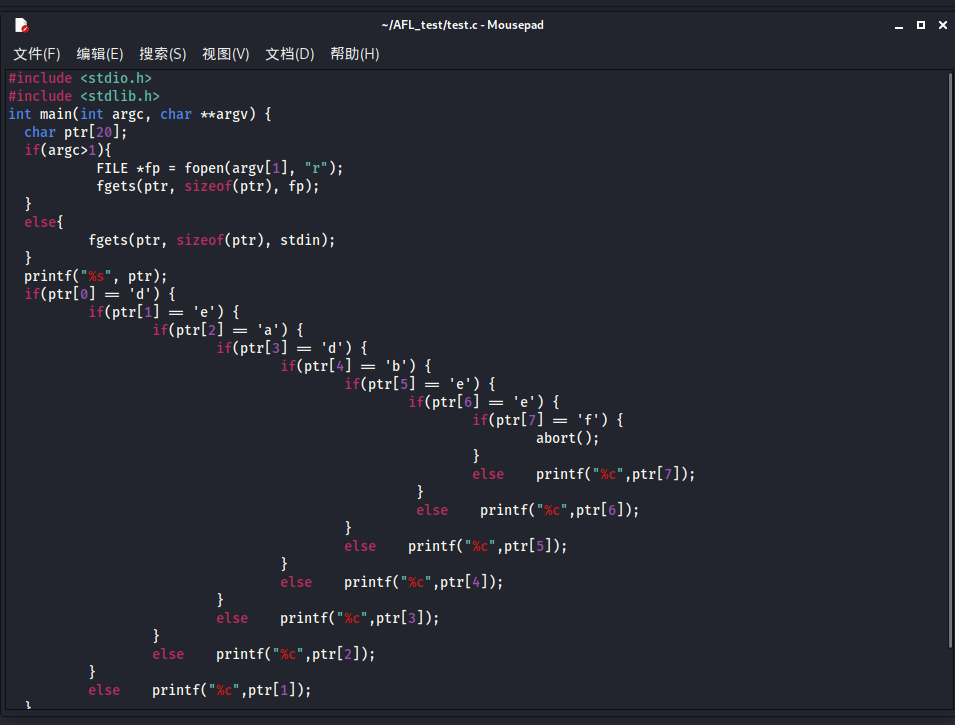 ~/AFL_test/test.c - Mousepad
文件(F) 编辑(E) 搜索(S) 视图(V) 文档(D) 帮助(H)
#include <stdio.h>
#include <stdlib.h>
int main(int argc, char **argv) {
  char ptr[20];
  if(argc>1){
           FILE *fp = fopen(argv[1], "r");
           fgets(ptr, sizeof(ptr), fp);
  }
  else{
          fgets(ptr, sizeof(ptr), stdin);
  }
  printf("%s", ptr);
  if(ptr[0] == 'd') {
          if(ptr[1] == 'e') {
                  if(ptr[2] == 'a') {
                          if(ptr[3] == 'd') {
                                  if(ptr[4] == 'b') {
                                          if(ptr[5] == 'e') {
                                                  if(ptr[6] == 'e') {
                                                          if(ptr[7] == 'f') {
                                                                  abort();
                                                          }
                                                          else    printf("%c",ptr[7]);
                                                   }
                                                   else    printf("%c",ptr[6]);
                                          }
                                          else    printf("%c",ptr[5]);
                                  }
                                  else    printf("%c",ptr[4]);
                          }
                          else    printf("%c",ptr[3]);
                  }
                  else    printf("%c",ptr[2]);
          }
          else    printf("%c",ptr[1]);
  }